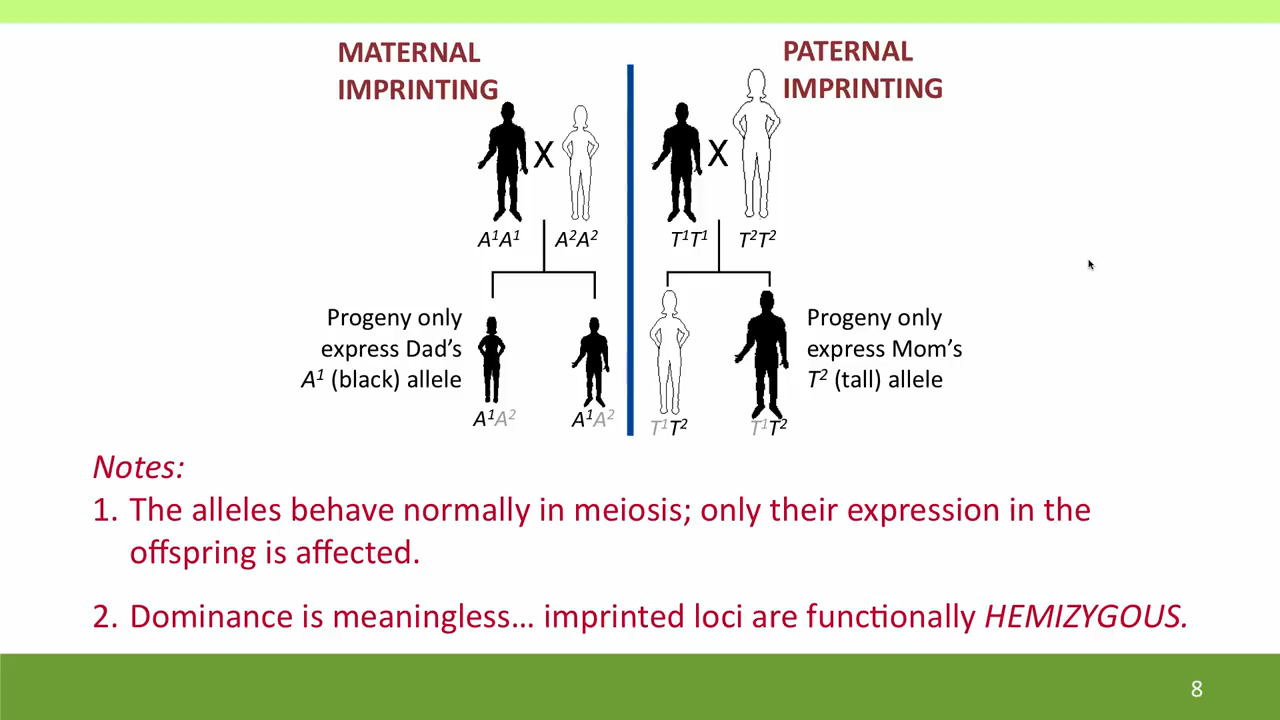 MATERNAL
IMPRINTING
X
A¹A¹
A²A²
Progeny only
express Dad's
A¹ (black) allele
A¹A²
A¹A²
PATERNAL
IMPRINTING
X
T¹T¹
T²T²
T¹T²
T¹T²
Progeny only
express Mom's
T² (tall) allele
Notes:
1. The alleles behave normally in meiosis; only their expression in the
offspring is affected.
2. Dominance is meaningless... imprinted loci are functionally HEMIZYGOUS.
8